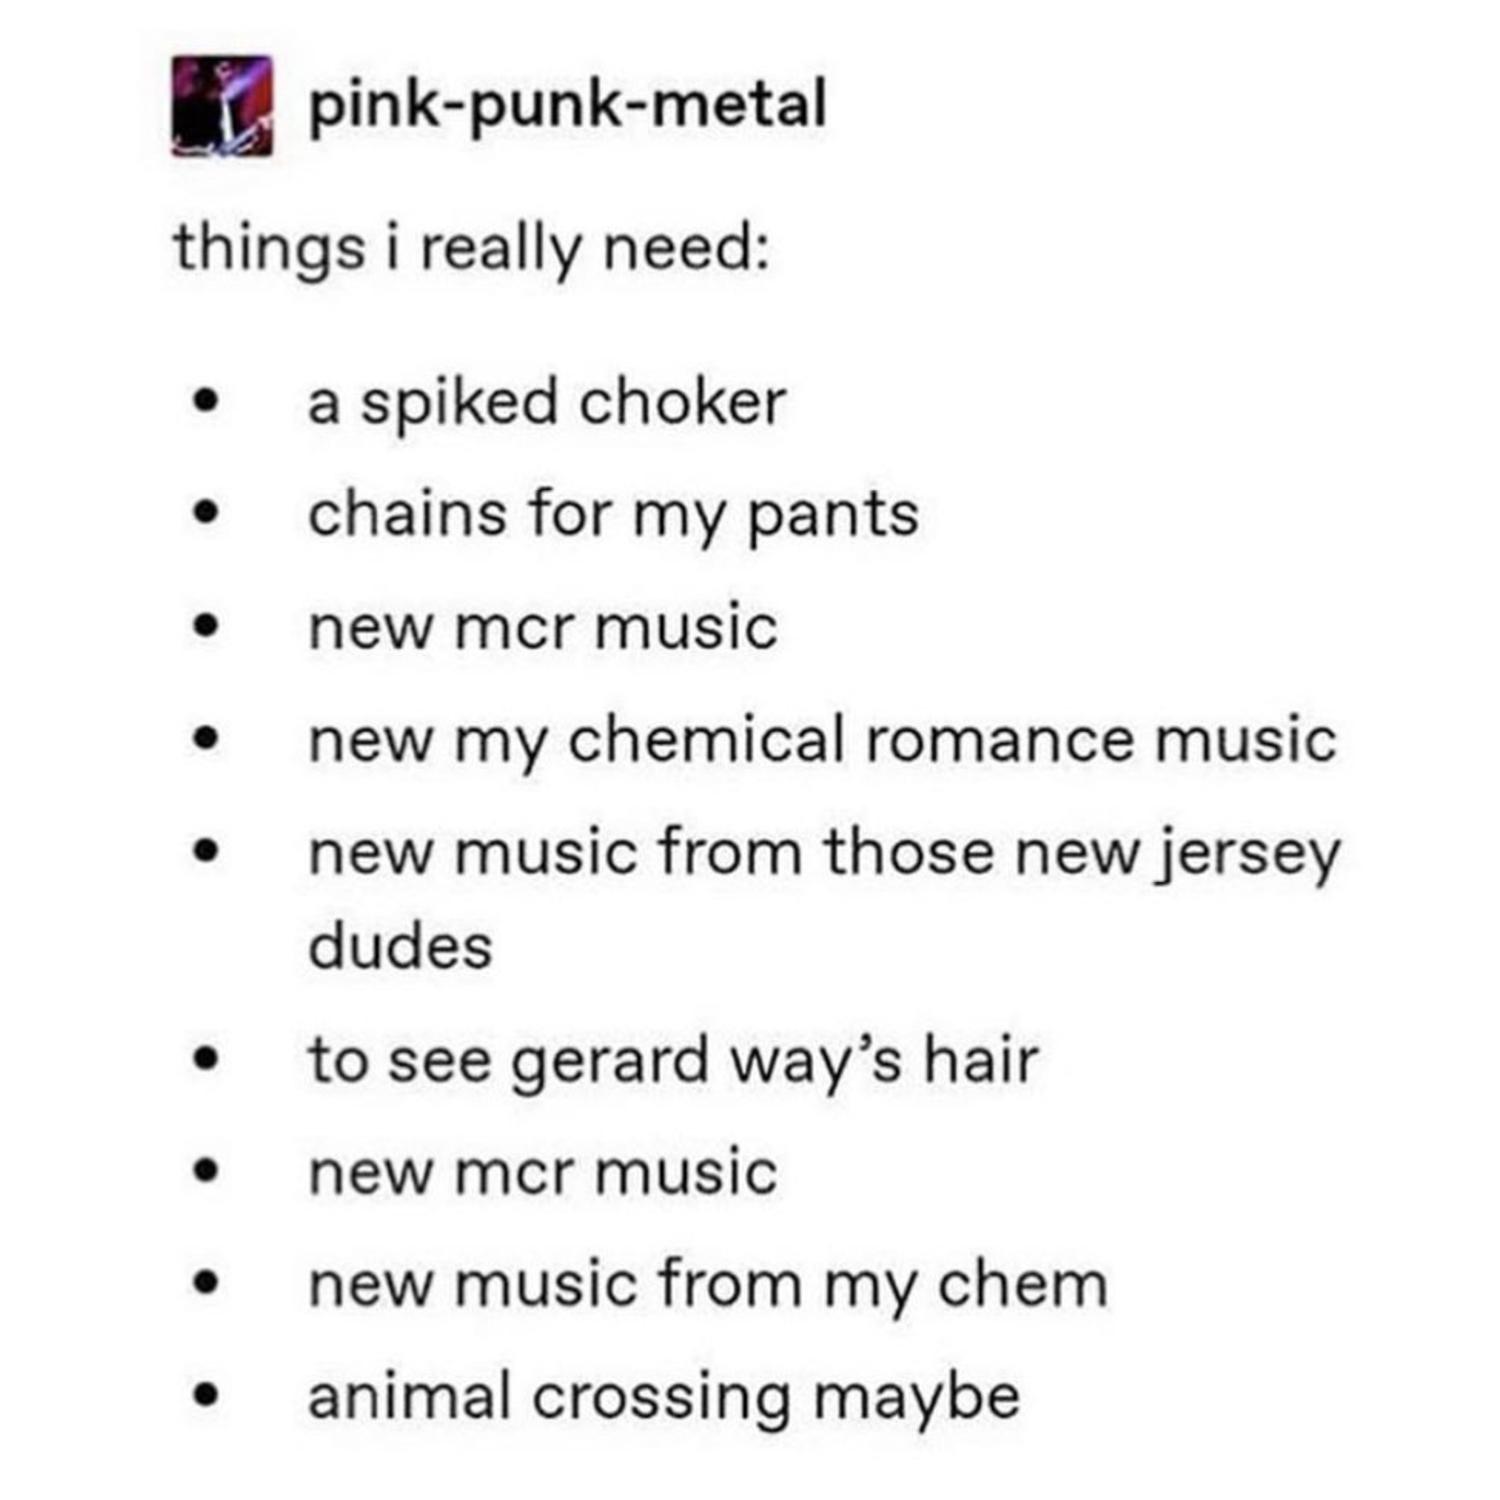 pink-punk-metal
things i really need:
• a spiked choker
• chains for my pants
• new mcr music
• new my chemical romance music
• new music from those new jersey
dudes
• to see gerard way’s hair
• new mcr music
• new music from my chem
• animal crossing maybe